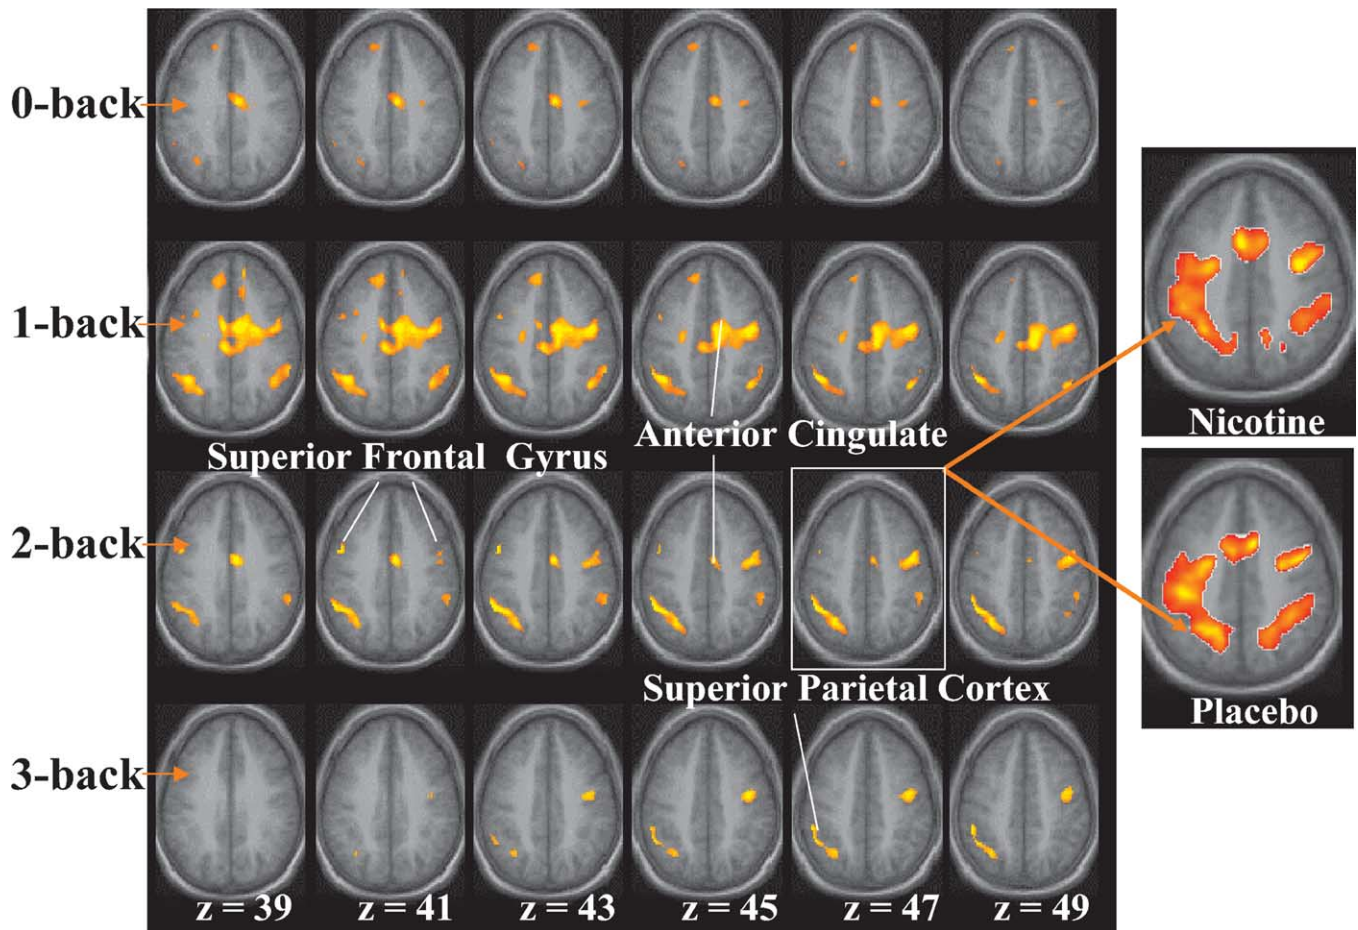 0-back
1-back
Nicotine
Anterior Cingulate
Superior Frontal Gyrus
2-back
Superior Parietal Cortex
Placebo
3-back
z = 39 z = 41 z = 43 z = 45 z = 47 z = 49